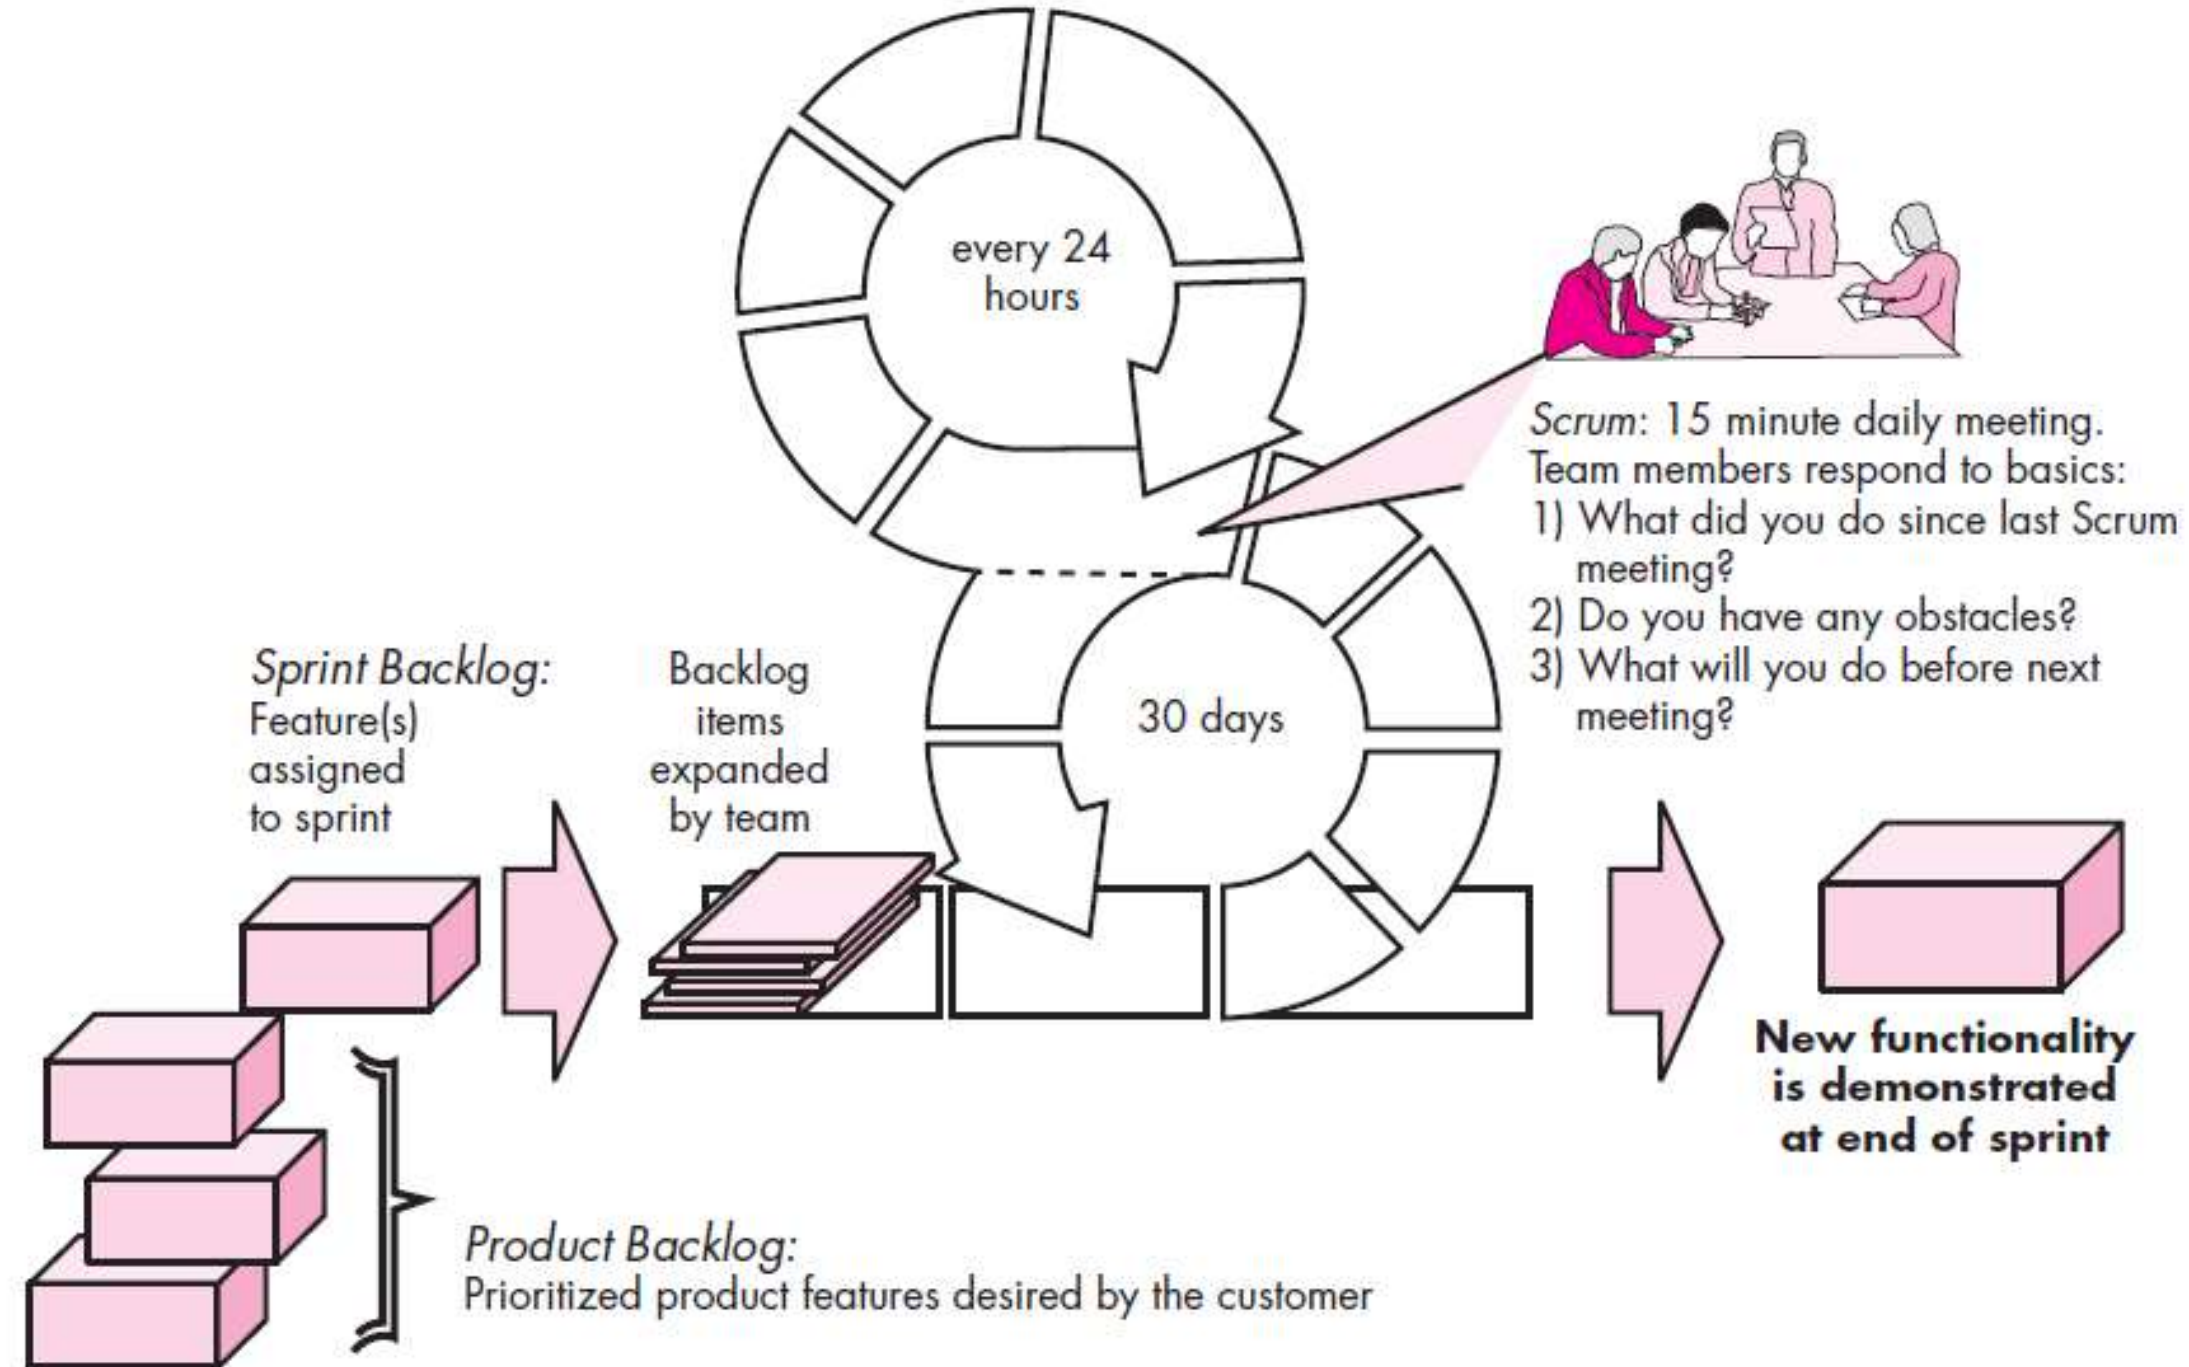 every 24
hours
Scrum: 15 minute daily meeting.
Team members respond to basics:
1) What did you do since last Scrum
meeting?
2) Do you have any obstacles?
3) What will you do before next
meeting?
Sprint Backlog:
Feature(s)
assigned
to sprint
Backlog
items
expanded
by team
30 days
New functionality
is demonstrated
at end of sprint
Product Backlog:
Prioritized product features desired by the customer